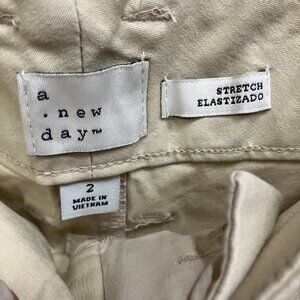 a
. new
day™
STRETCH
ELASTIZADO
2
MADE IN
VIETNAM